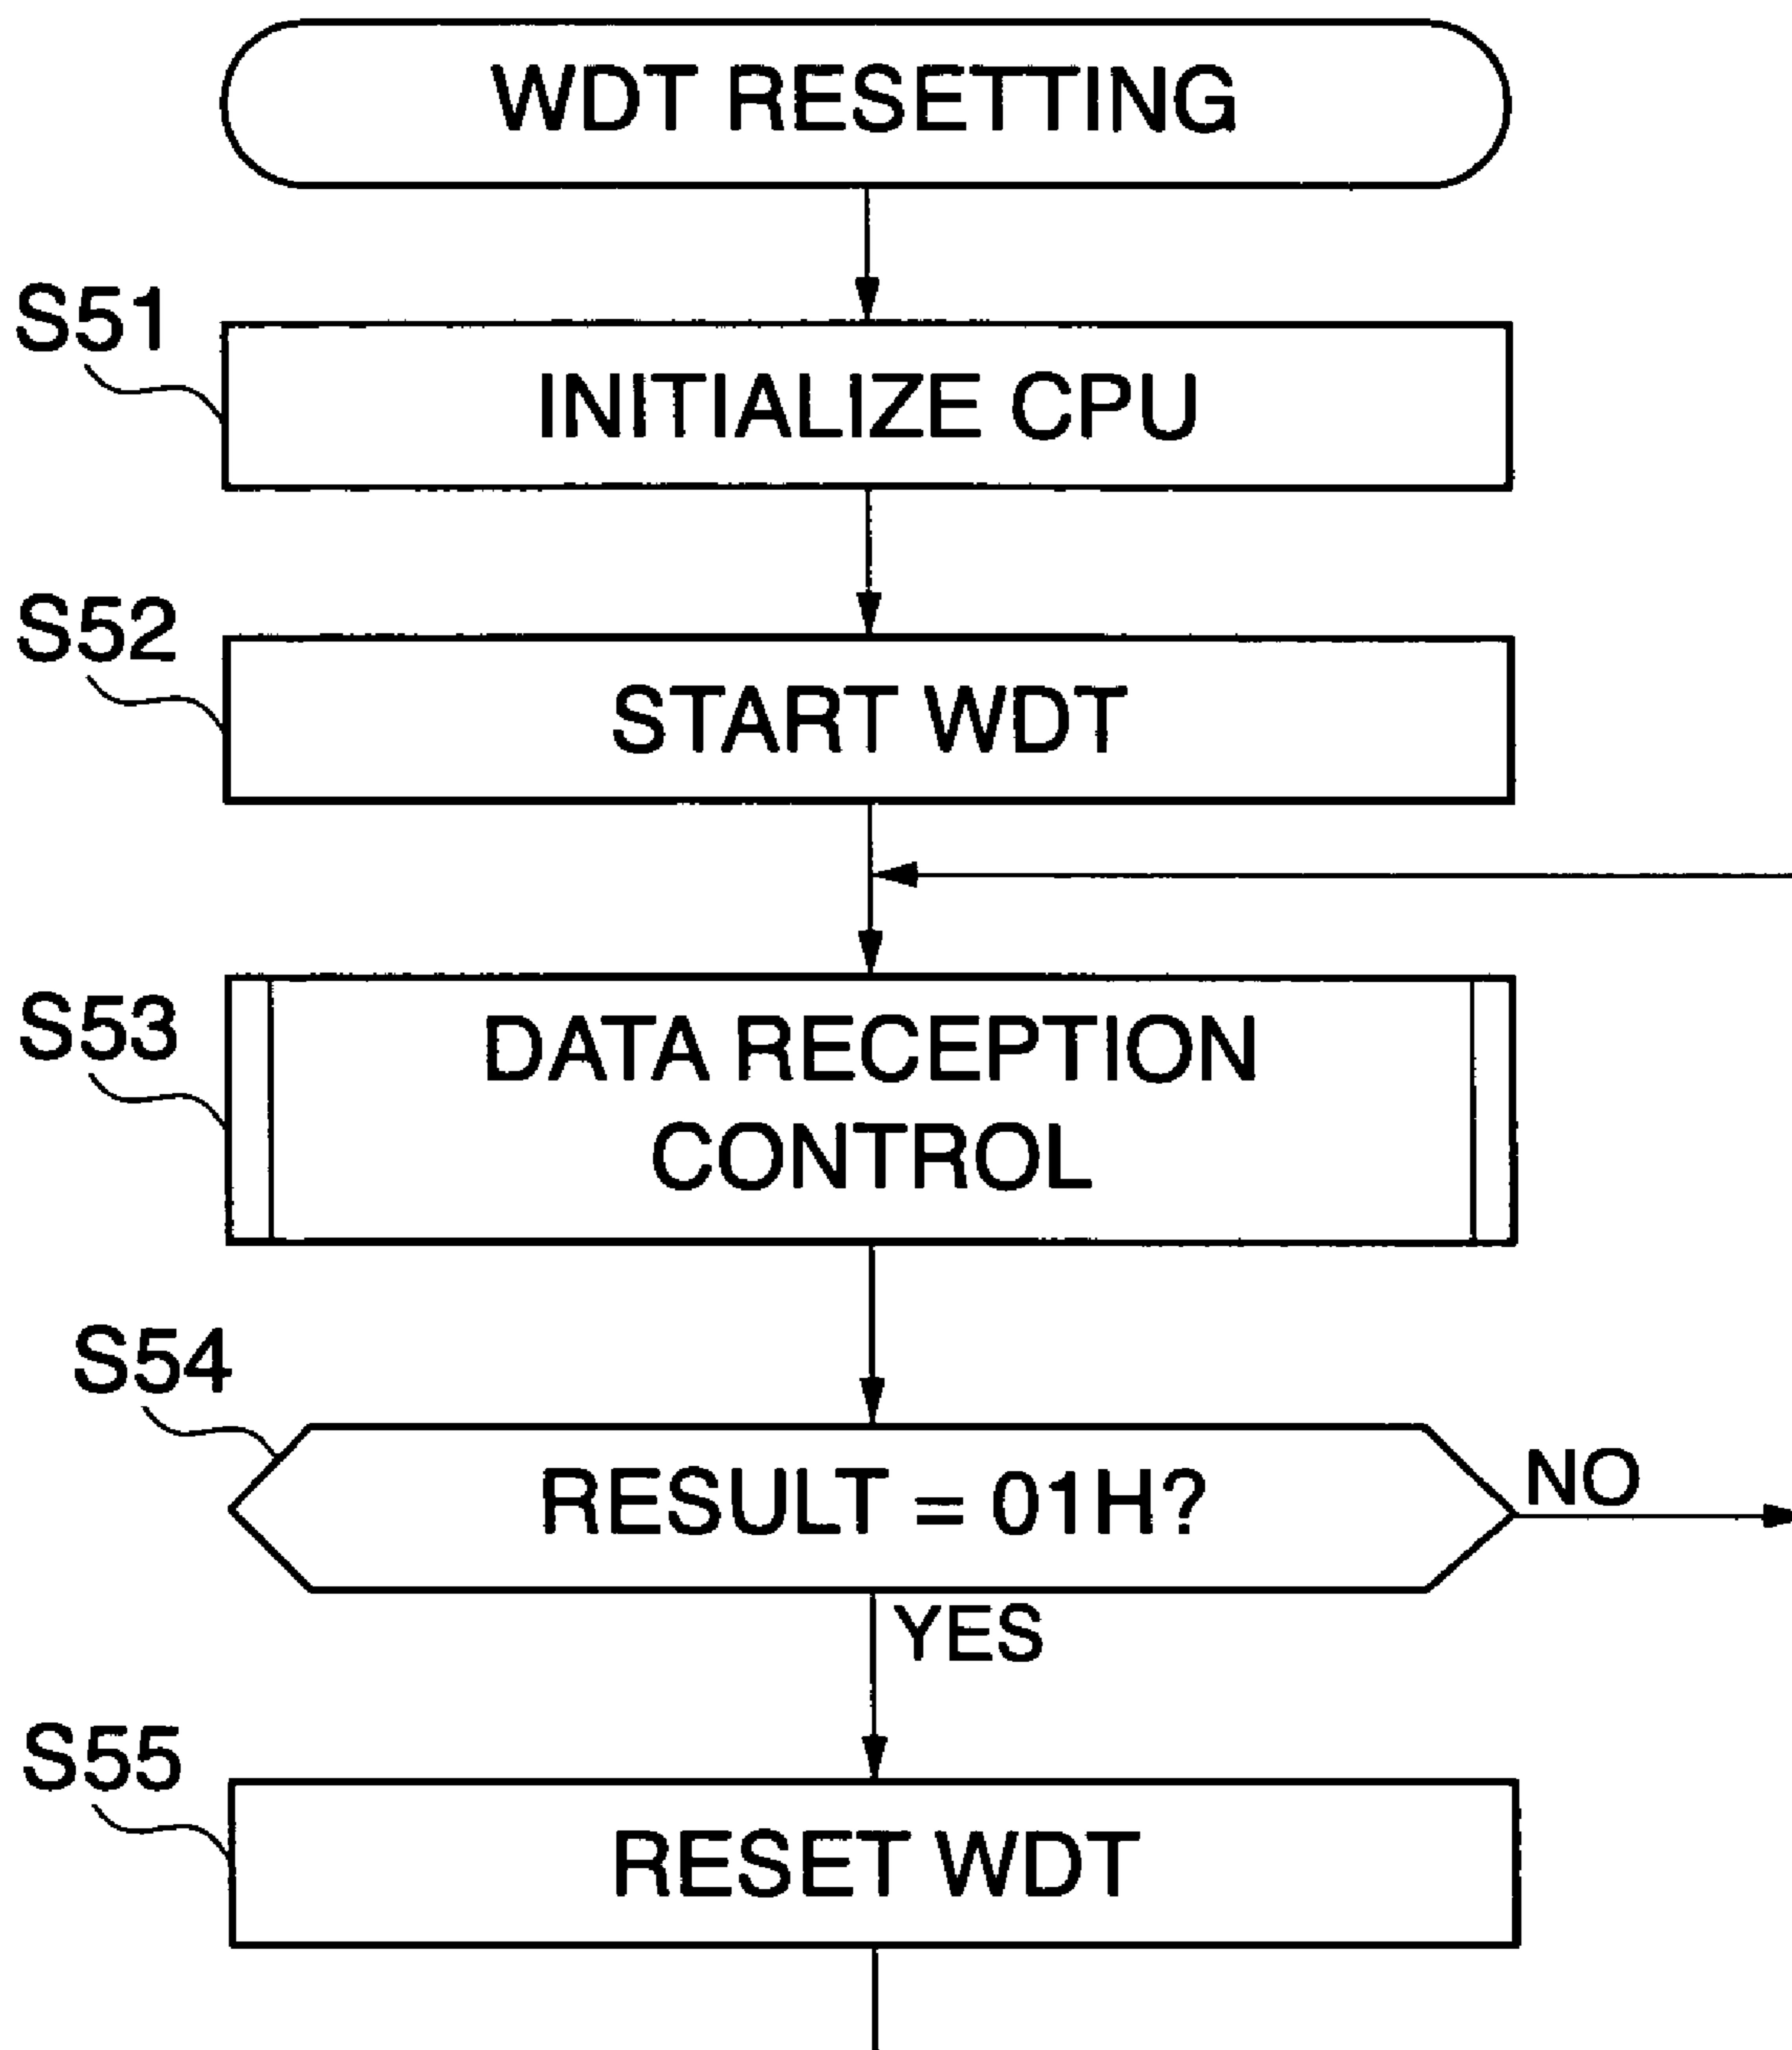 WDT RESETTING
S51
INITIALIZE CPU
S52
START WDT
S53
DATA RECEPTION
CONTROL
S54
RESULT = 01H?
NO
YES
S55
RESET WDT